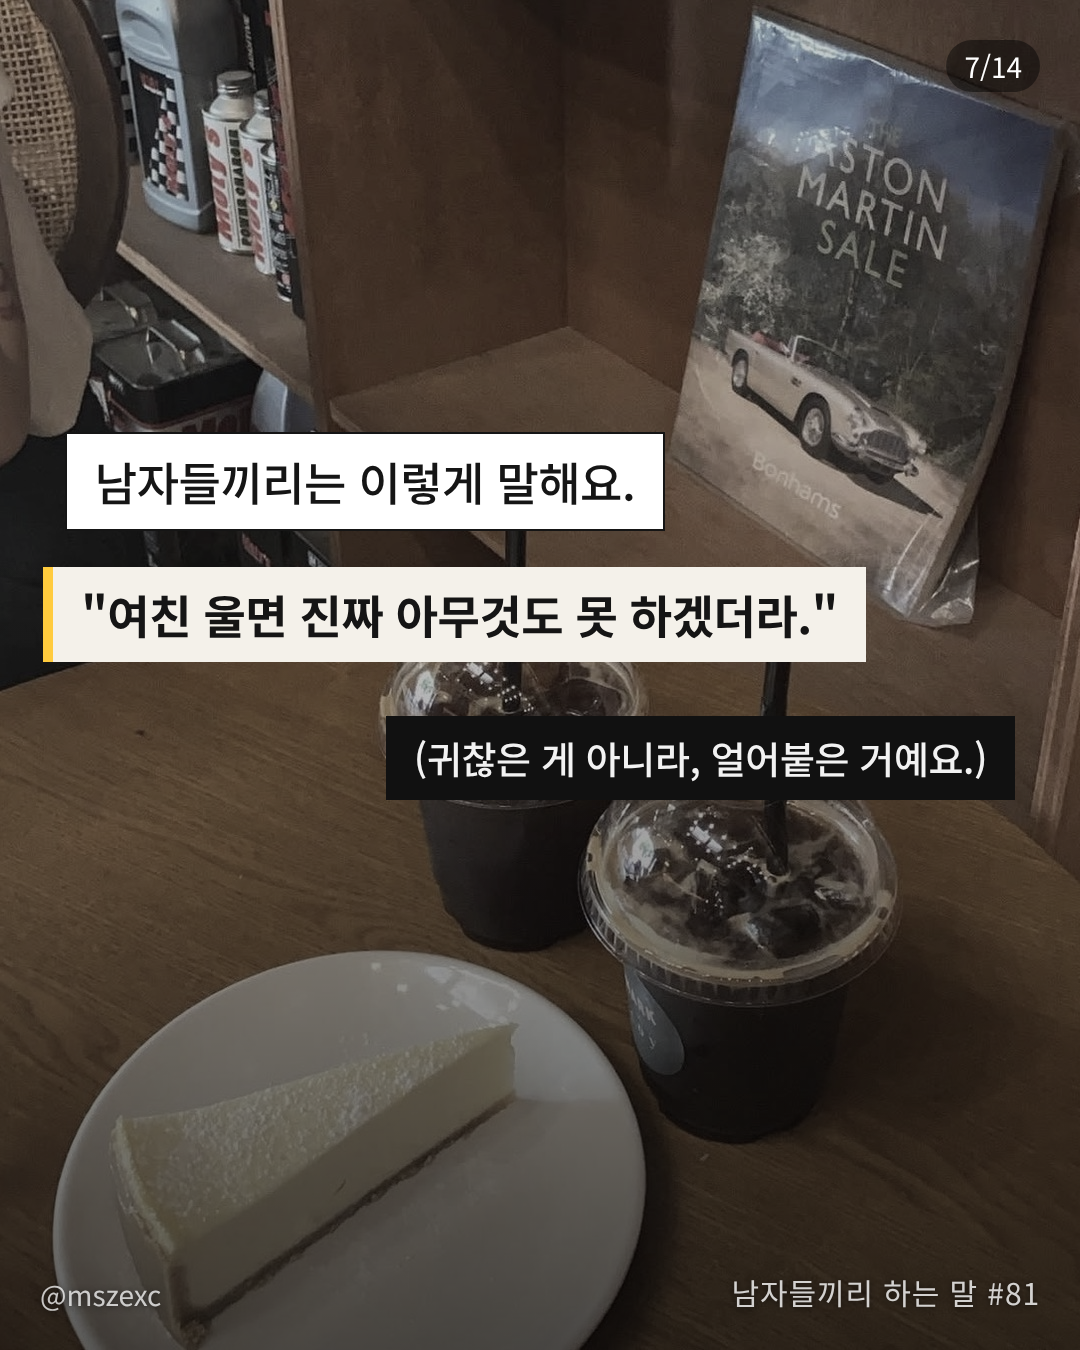 7/14
THE
ASTON
MARTIN
SALE
Bonhams
남자들끼리는 이렇게 말해요.
"여친 울면 진짜 아무것도 못 하겠더라."
(귀찮은 게 아니라, 얼어붙은 거예요.)
@mszexc
남자들끼리 하는 말 #81